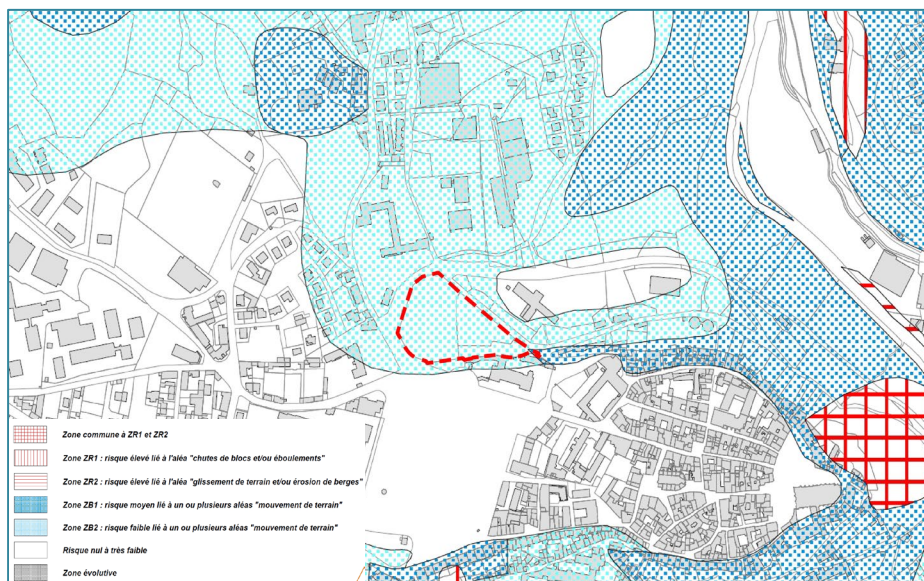 Zone commune à ZR1 et ZR2
Zone ZR1 : risque élevé lié à l'aléa "chutes de blocs et/ou éboulements"
Zone ZR2 : risque élevé lié à l'aléa "glissement de terrain et/ou érosion de berges"
Zone ZB1 : risque moyen lié à un ou plusieurs aléas "mouvement de terrain"
Zone ZB2 : risque faible lié à un ou plusieurs aléas "mouvement de terrain"
Risque nul à très faible
Zone évolutive